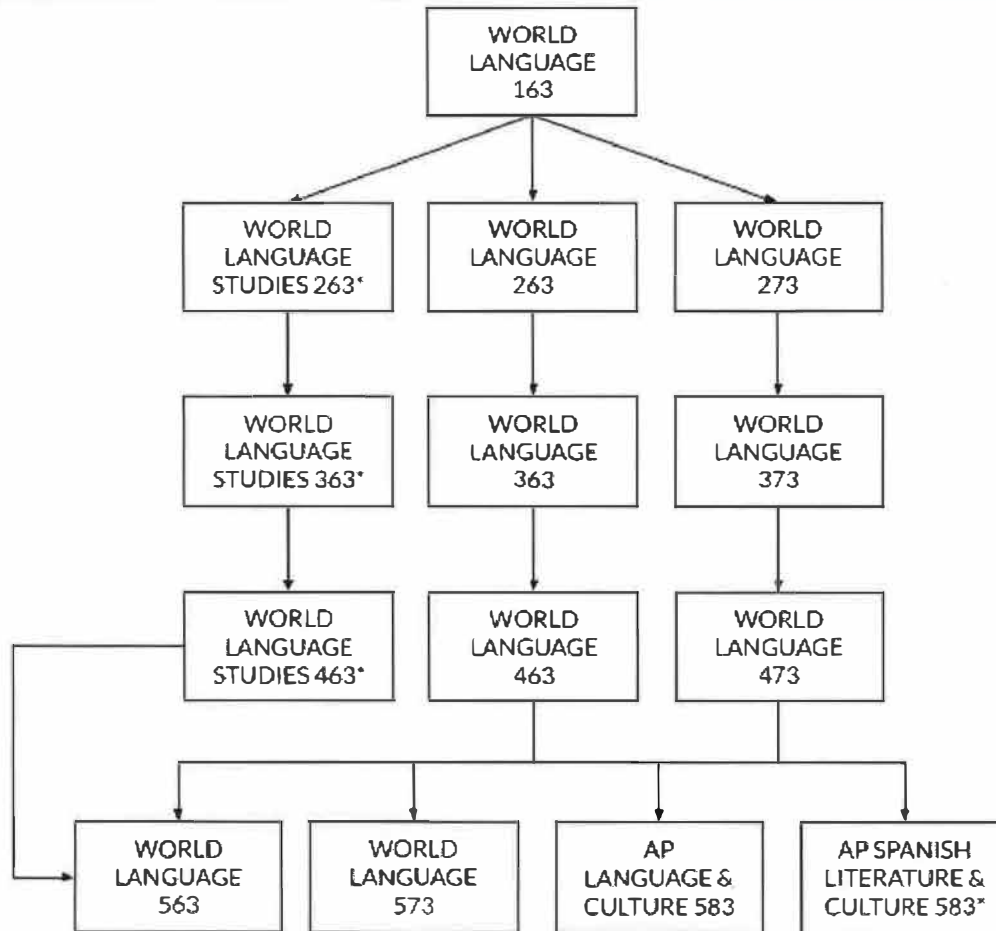 WORLD
LANGUAGE
163
WORLD
LANGUAGE
STUDIES 263*
WORLD
LANGUAGE
263
WORLD
LANGUAGE
273
WORLD
LANGUAGE
STUDIES 363*
WORLD
LANGUAGE
363
WORLD
LANGUAGE
373
WORLD
LANGUAGE
STUDIES 463*
WORLD
LANGUAGE
463
WORLD
LANGUAGE
473
WORLD
LANGUAGE
563
WORLD
LANGUAGE
573
AP
LANGUAGE &
CULTURE 583
AP SPANISH
LITERATURE &
CULTURE 583*